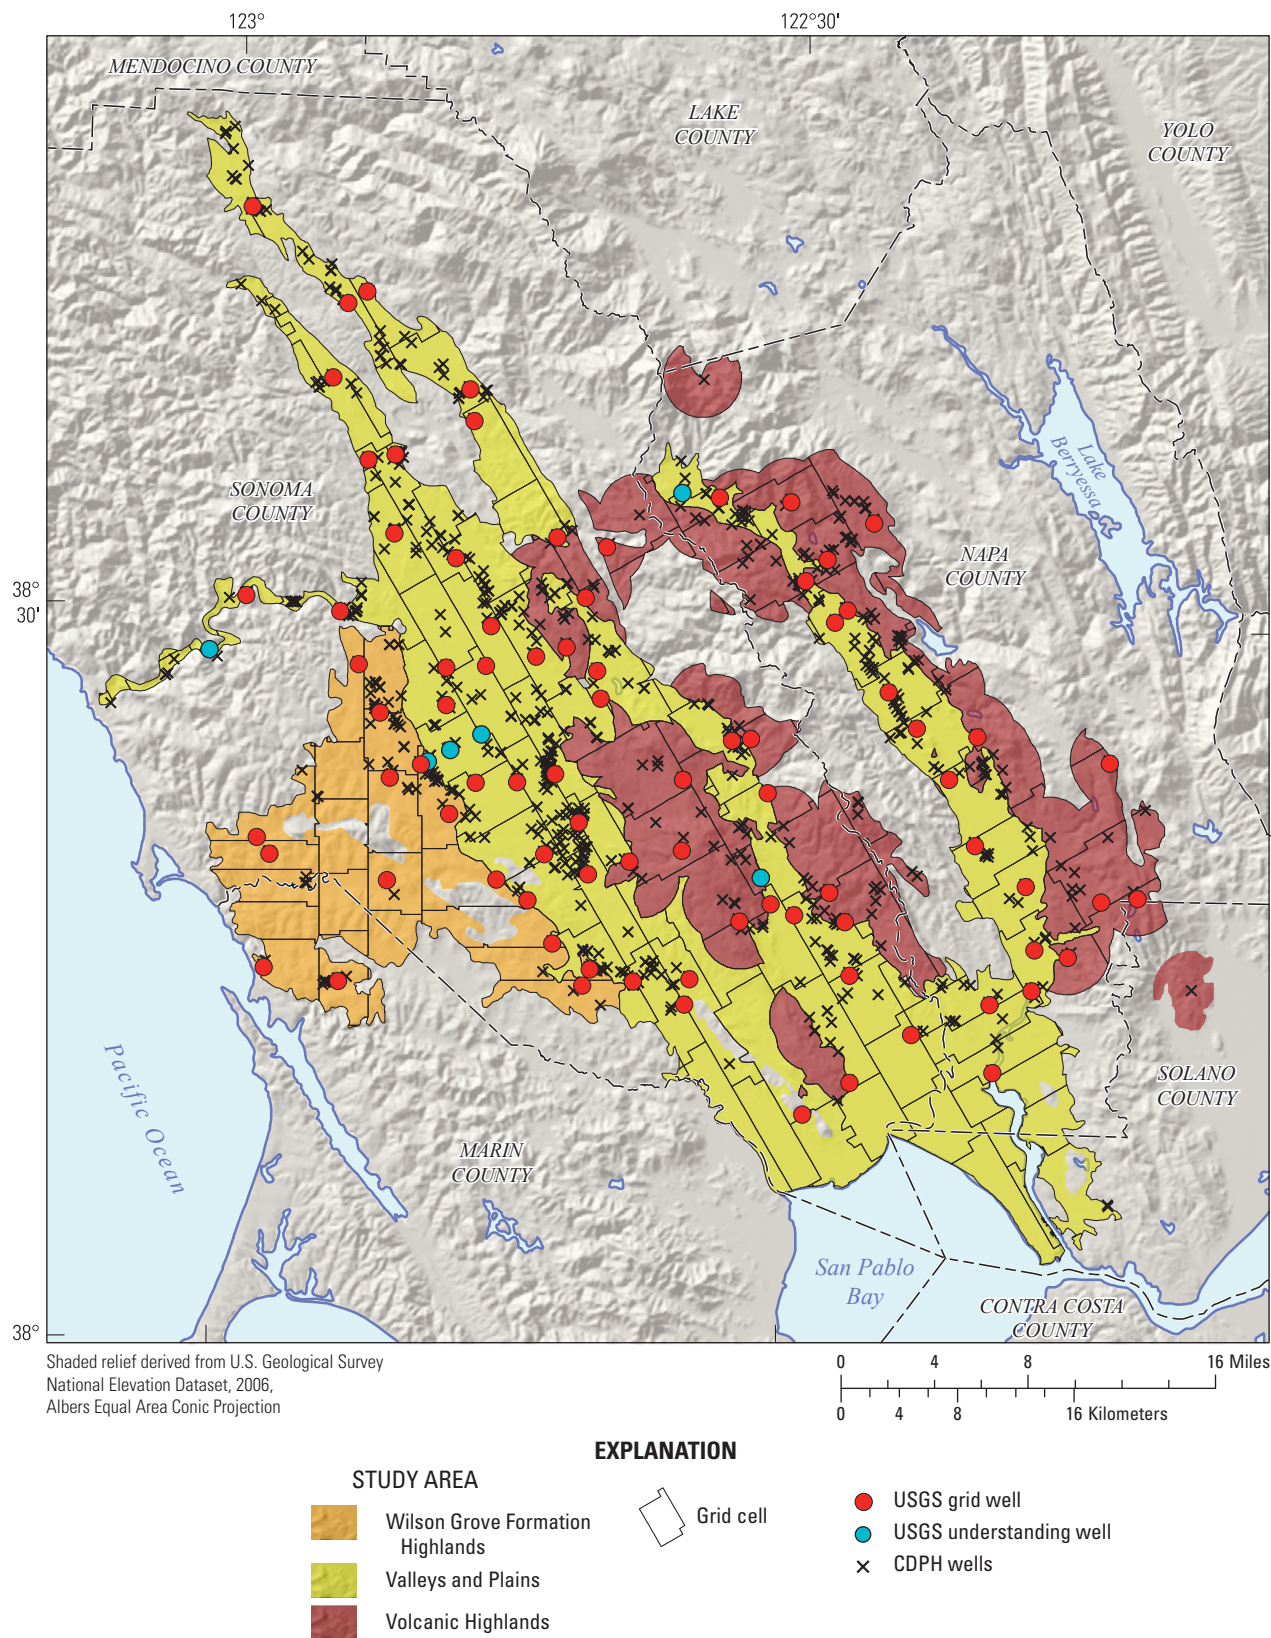 123°
122°30'
MENDOCINO COUNTY
LAKE
COUNTY
YOLO
COUNTY
Lake
Berryessa
SONOMA
COUNTY
NAPA
COUNTY
38°
30'
Pacific Ocean
SOLANO
COUNTY
MARIN
COUNTY
San Pablo
Bay
CONTRA COSTA
COUNTY
38°
Shaded relief derived from U.S. Geological Survey
National Elevation Dataset, 2006,
Albers Equal Area Conic Projection
0 4 8 16 Miles
0 4 8 16 Kilometers
EXPLANATION
STUDY AREA
Wilson Grove Formation
Highlands
Valleys and Plains
Volcanic Highlands
Grid cell
USGS grid well
USGS understanding well
CDPH wells